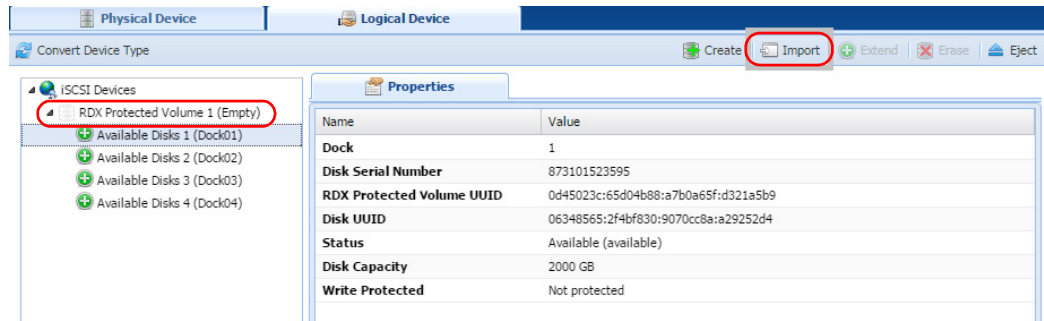 Physical Device Logical Device
Convert Device Type Create Import Extend Erase Eject
iSCSI Devices
RDX Protected Volume 1 (Empty)
Available Disks 1 (Dock01)
Available Disks 2 (Dock02)
Available Disks 3 (Dock03)
Available Disks 4 (Dock04)
Properties
Name Value
Dock 1
Disk Serial Number 873101523595
RDX Protected Volume UUID 0d45023c:65d04b88:a7b0a65f:d321a5b9
Disk UUID 06348565:2f4bf830:9070cc8a:a29252d4
Status Available (available)
Disk Capacity 2000 GB
Write Protected Not protected